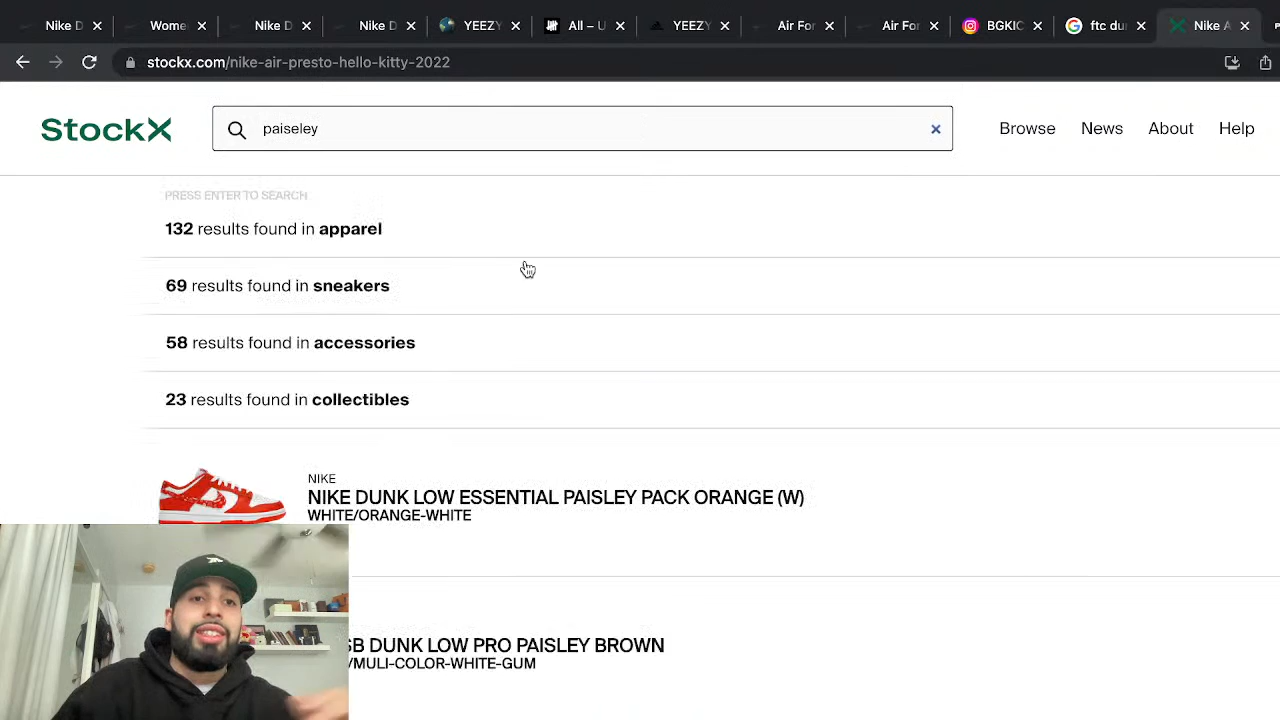 Nike D
Wome
Nike D
Nike D
YEEZY
All – U
YEEZY
Air For
Air For
BGKIC
ftc dur
Nike A
stockx.com/nike-air-presto-hello-kitty-2022
StockX
paiseley
Browse
News
About
Help
PRESS ENTER TO SEARCH
132 results found in apparel
69 results found in sneakers
58 results found in accessories
23 results found in collectibles
NIKE
NIKE DUNK LOW ESSENTIAL PAISLEY PACK ORANGE (W)
WHITE/ORANGE-WHITE
SB DUNK LOW PRO PAISLEY BROWN
/MULI-COLOR-WHITE-GUM